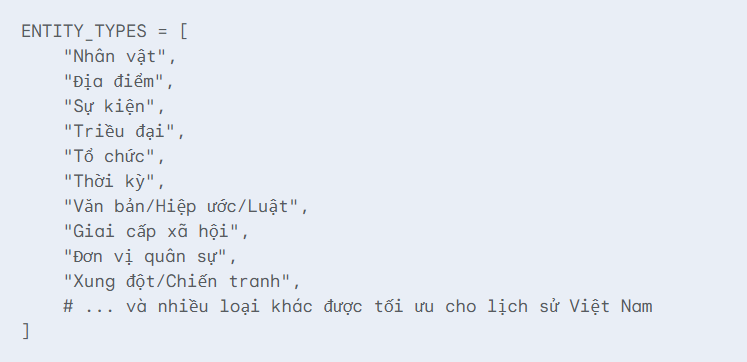 ENTITY_TYPES = [
    "Nhân vật",
    "Địa điểm",
    "Sự kiện",
    "Triều đại",
    "Tổ chức",
    "Thời kỳ",
    "Văn bản/Hiệp ước/Luật",
    "Giai cấp xã hội",
    "Đơn vị quân sự",
    "Xung đột/Chiến tranh",
    # ... và nhiều loại khác được tối ưu cho lịch sử Việt Nam
]